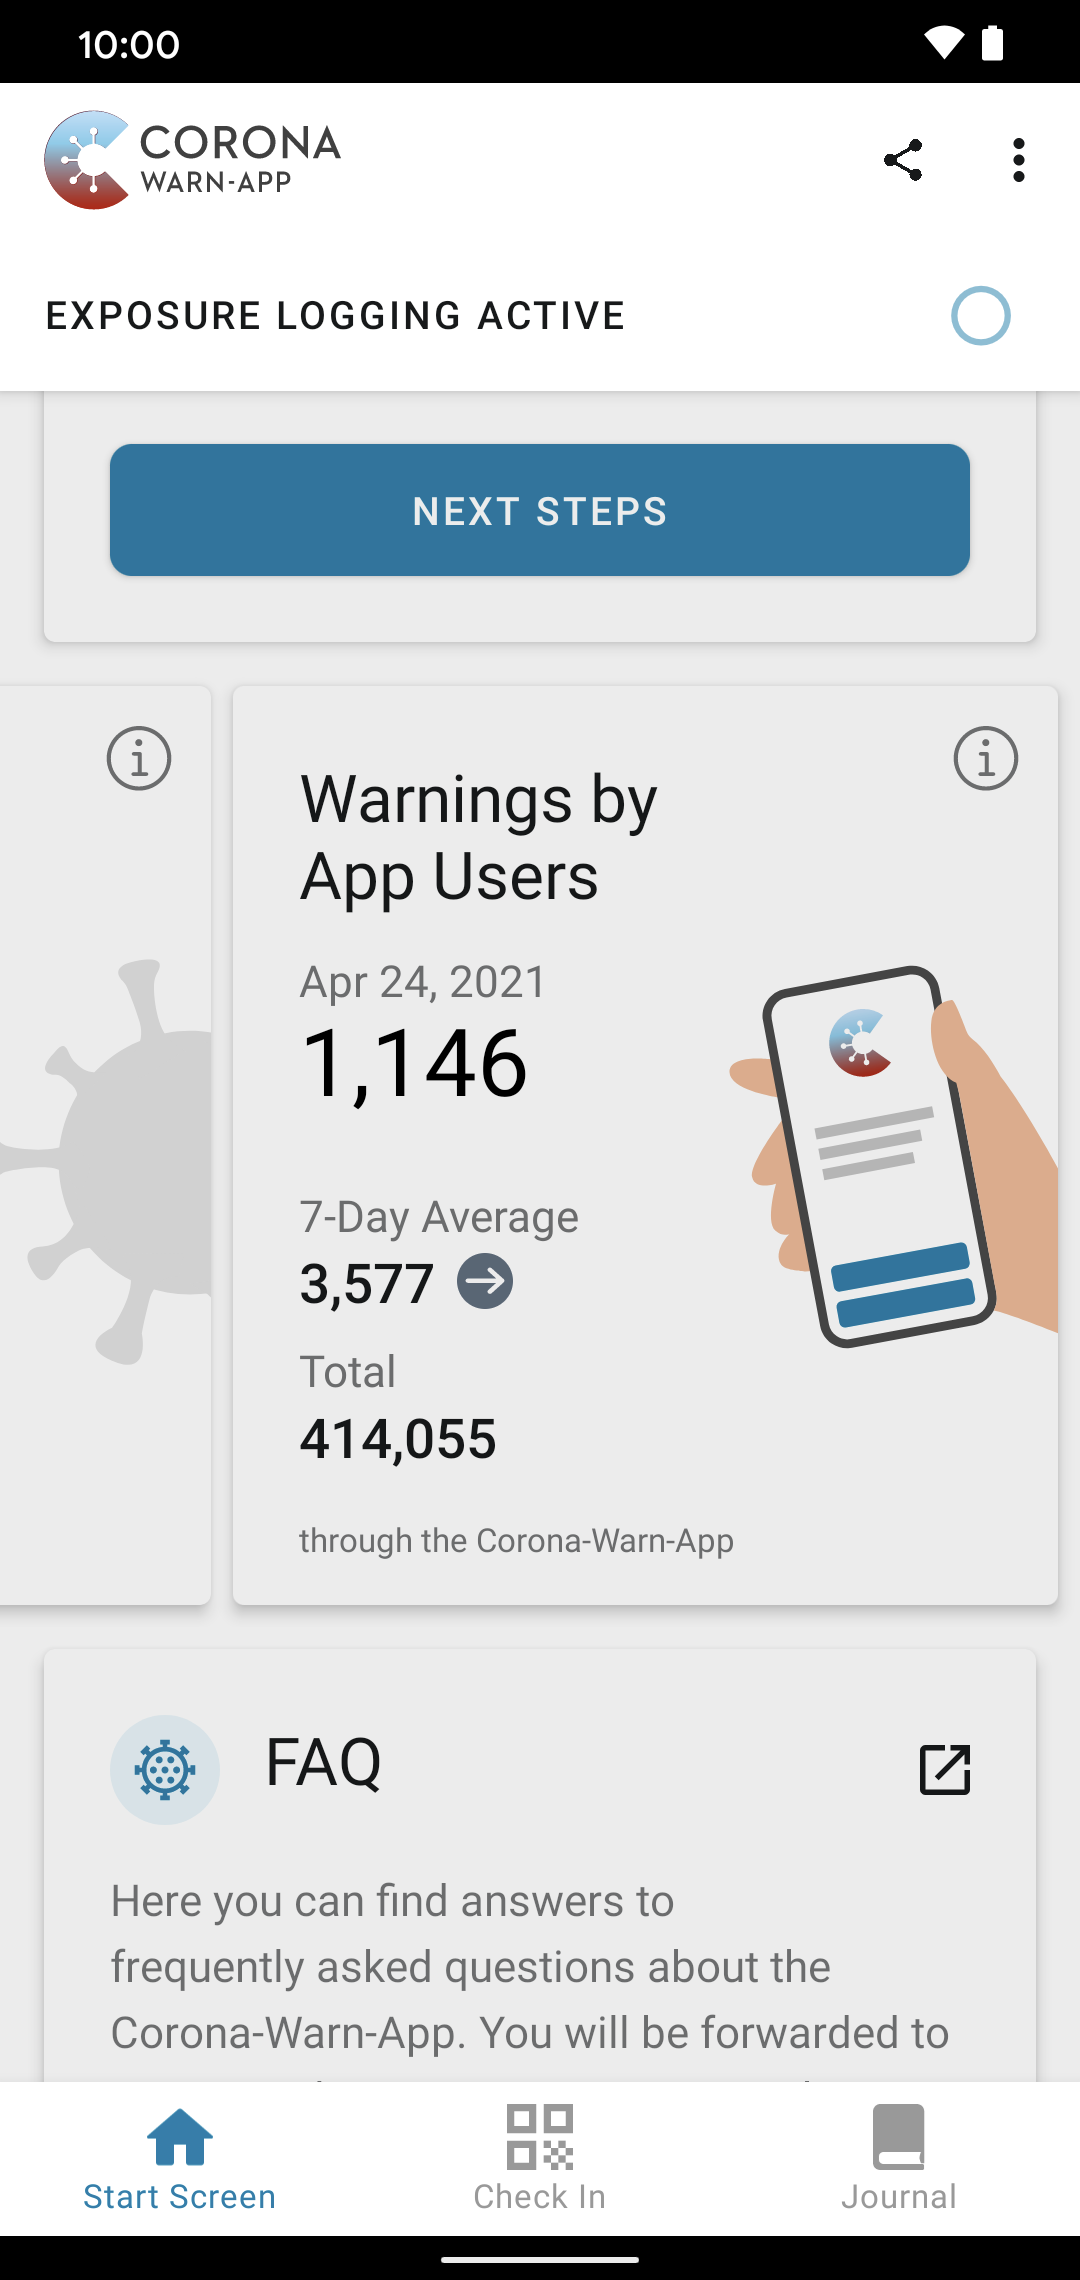 10:00
CORONA
WARN-APP
EXPOSURE LOGGING ACTIVE
NEXT STEPS
Warnings by
App Users
Apr 24, 2021
1,146
7-Day Average
3,577
Total
414,055
through the Corona-Warn-App
FAQ
Here you can find answers to
frequently asked questions about the
Corona-Warn-App. You will be forwarded to
Start Screen
Check In
Journal